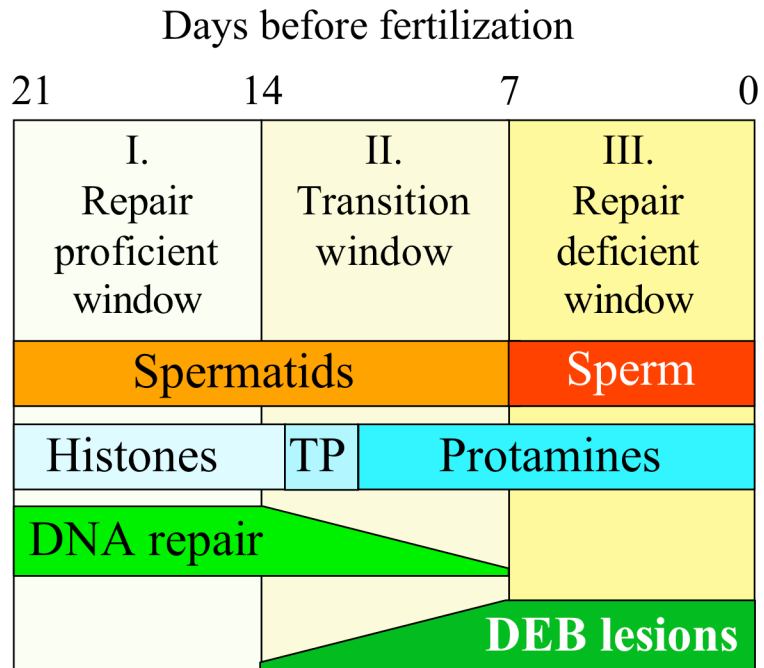 Days before fertilization
21 14 7 0
I.
Repair
proficient
window
II.
Transition
window
III.
Repair
deficient
window
Spermatids Sperm
Histones TP Protamines
DNA repair
DEB lesions